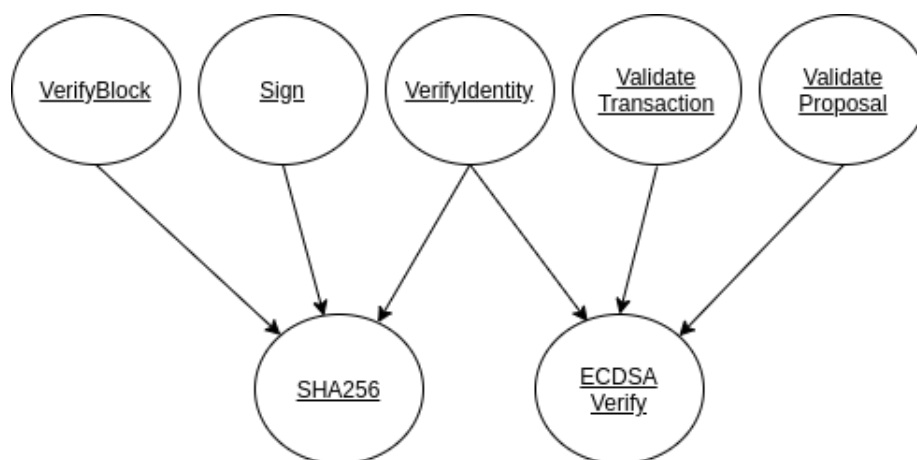 VerifyBlock
Sign
VerifyIdentity
Validate
Transaction
Validate
Proposal
SHA256
ECDSA
Verify